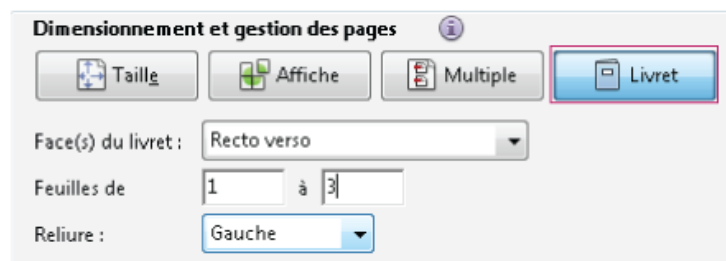 Dimensionnement et gestion des pages
Taille Affiche Multiple Livret
Face(s) du livret : Recto verso
Feuilles de 1 à 3
Reliure : Gauche